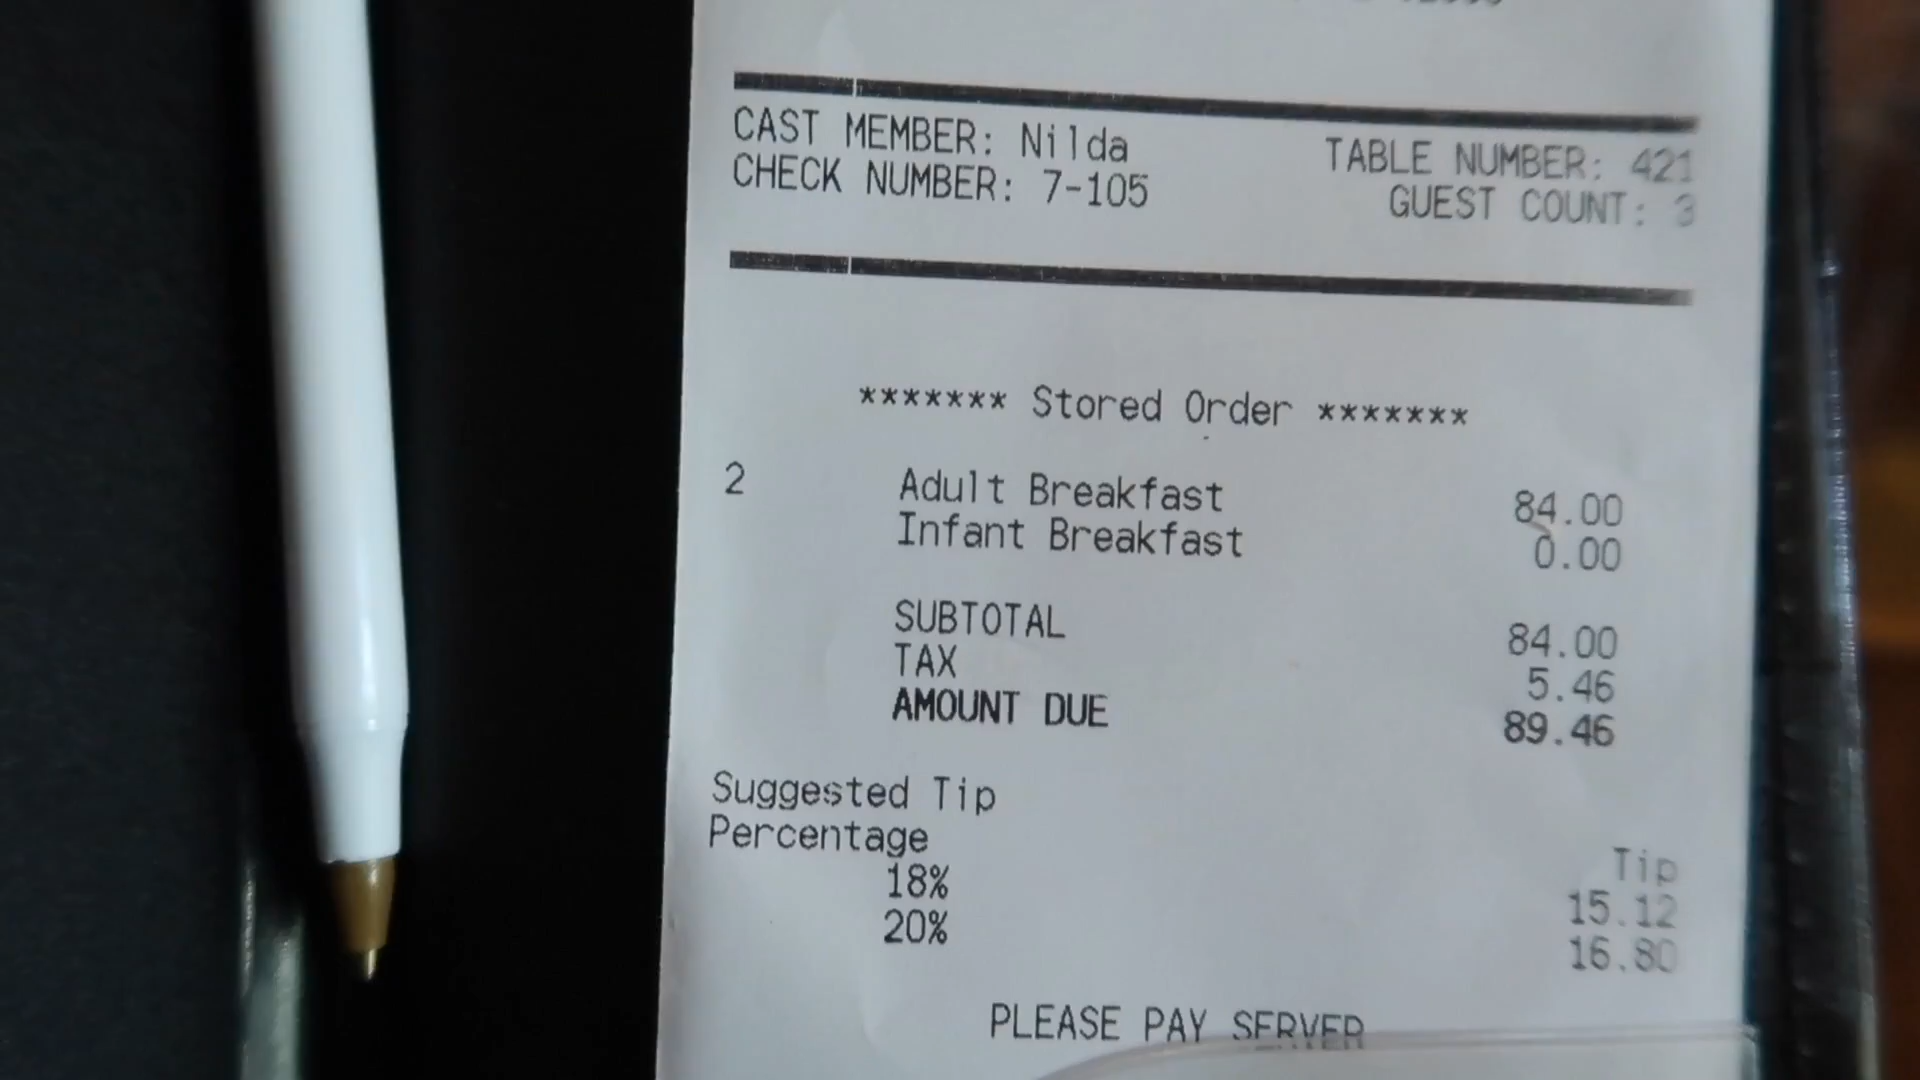 CAST MEMBER: Nilda TABLE NUMBER: 421
CHECK NUMBER: 7-105 GUEST COUNT: 3
******* Stored Order *******
2 Adult Breakfast 84.00
Infant Breakfast 0.00
SUBTOTAL 84.00
TAX 5.46
AMOUNT DUE 89.46
Suggested Tip
Percentage Tip
18% 15.12
20% 16.80
PLEASE PAY SERVER